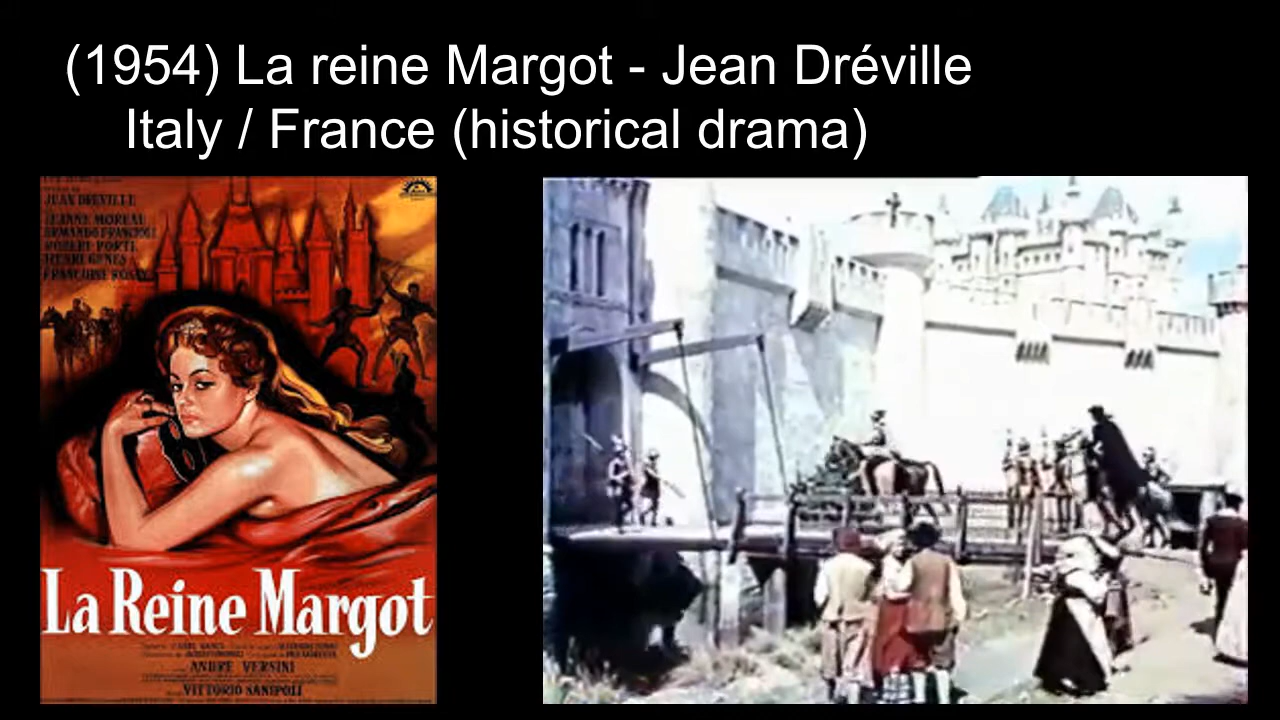 (1954) La reine Margot - Jean Dréville
Italy / France (historical drama)
JEAN DRÉVILLE
JEANNE MOREAU
ARMANDO FRANCIOLI
ROBERT PORTE
HENRI GENES
FRANÇOISE ROSAY
La Reine Margot
ANDRÉ VERSINI
VITTORIO SANIPOLI